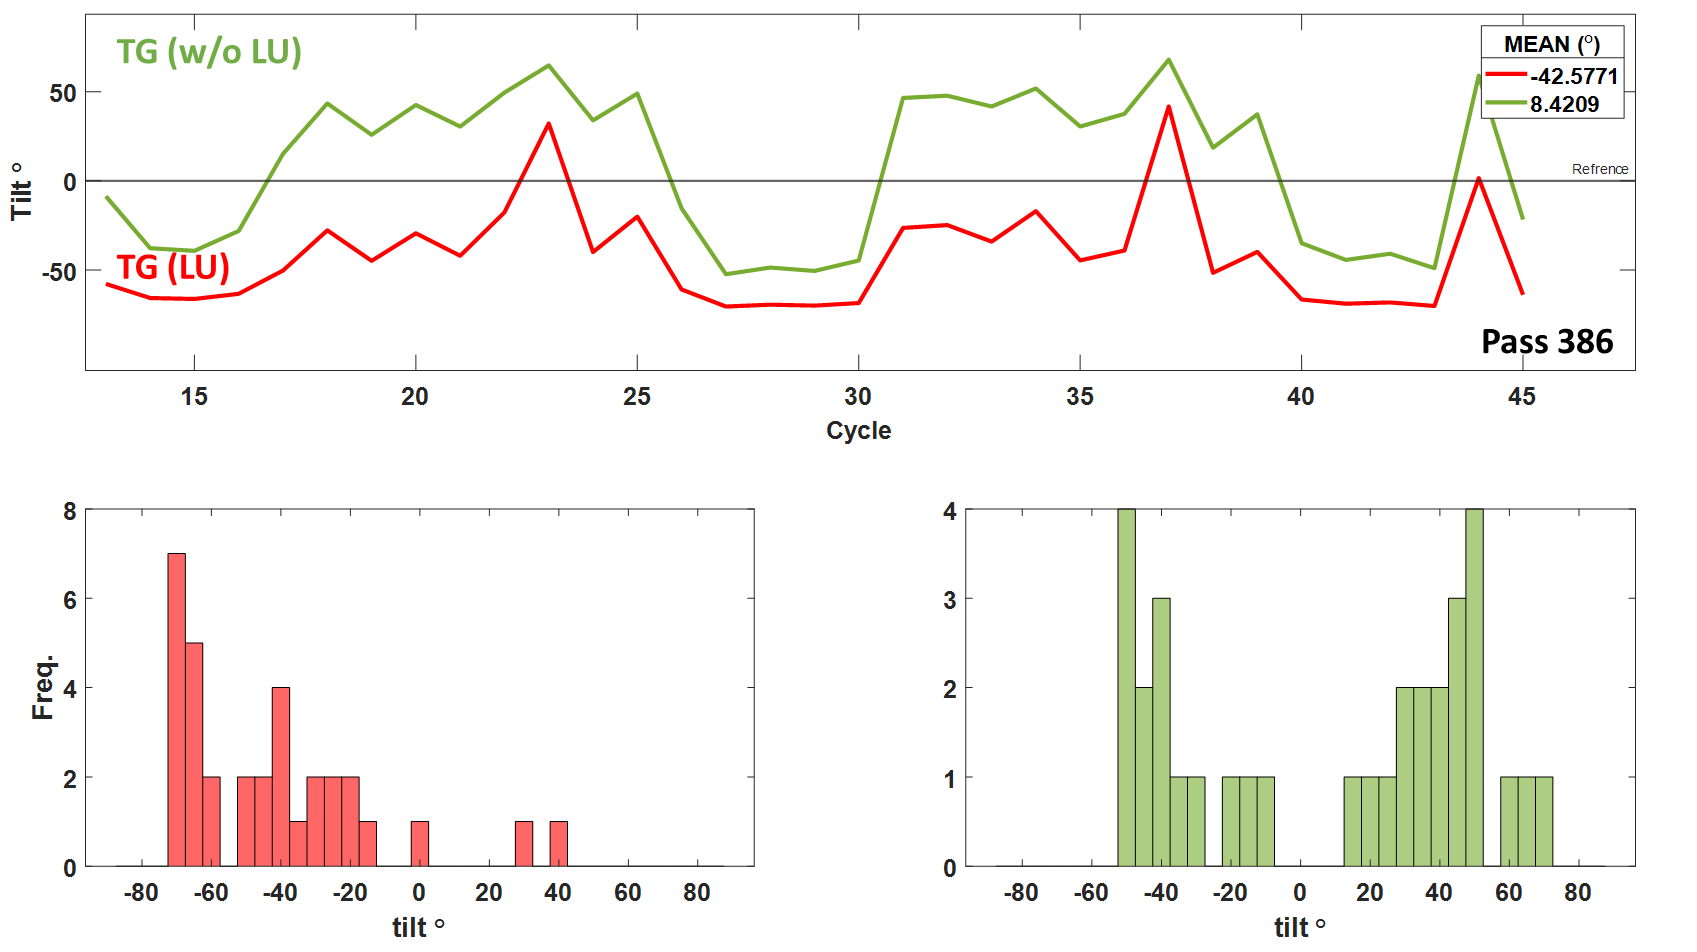 TG (w/o LU)
MEAN (°)
-42.5771
8.4209
50
0
-50
Tilt °
Refrence
TG (LU)
Pass 386
15 20 25 30 35 40 45
Cycle
8
6
4
2
0
Freq.
-80 -60 -40 -20 0 20 40 60 80
tilt °
4
3
2
1
0
-80 -60 -40 -20 0 20 40 60 80
tilt °